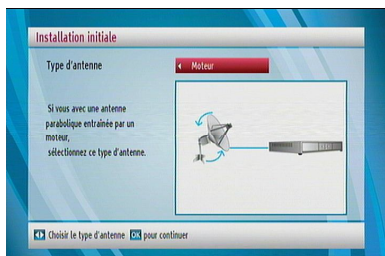 Installation initiale
Type d'antenne
Moteur
Si vous avec une antenne
parabolique entraînée par un
moteur,
sélectionnez ce type d'antenne.
Choisir le type d'antenne OK pour continuer